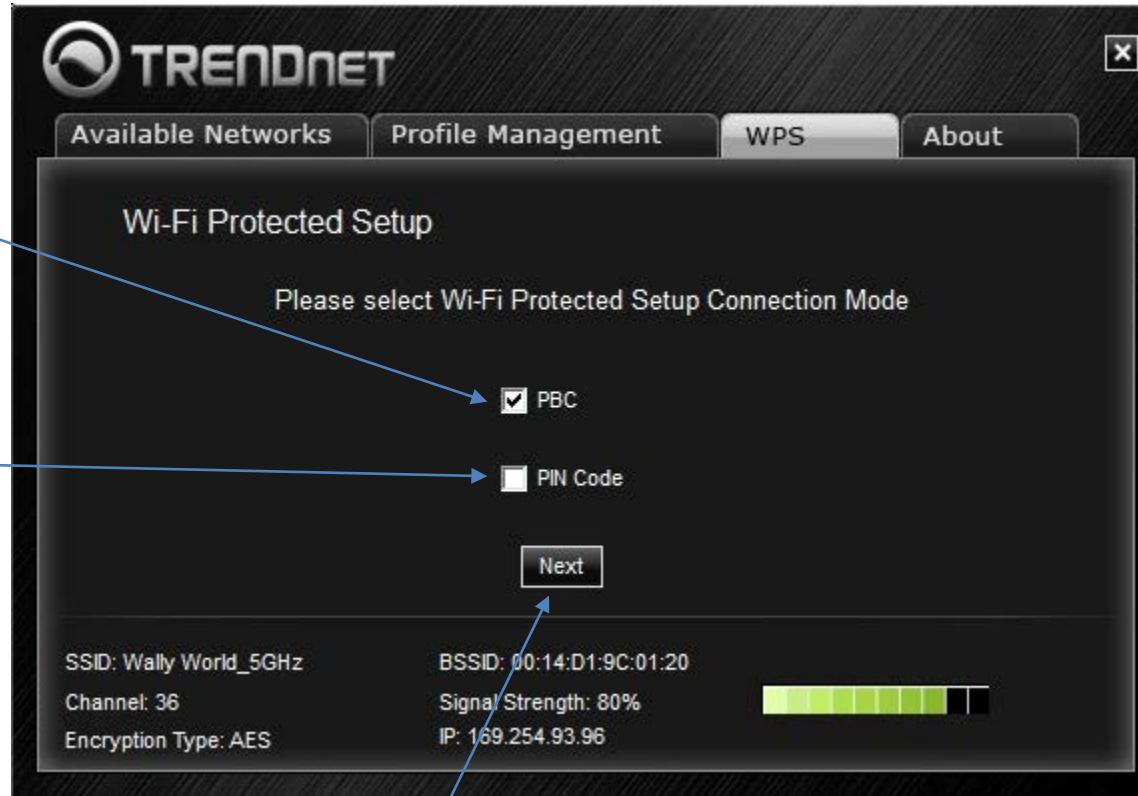 TRENDNET
Available Networks
Profile Management
WPS
About
Wi-Fi Protected Setup
Please select Wi-Fi Protected Setup Connection Mode
PBC
PIN Code
Next
SSID: Wally World_5GHz
BSSID: 00:14:D1:9C:01:20
Channel: 36
Signal Strength: 80%
Encryption Type: AES
IP: 169.254.93.96